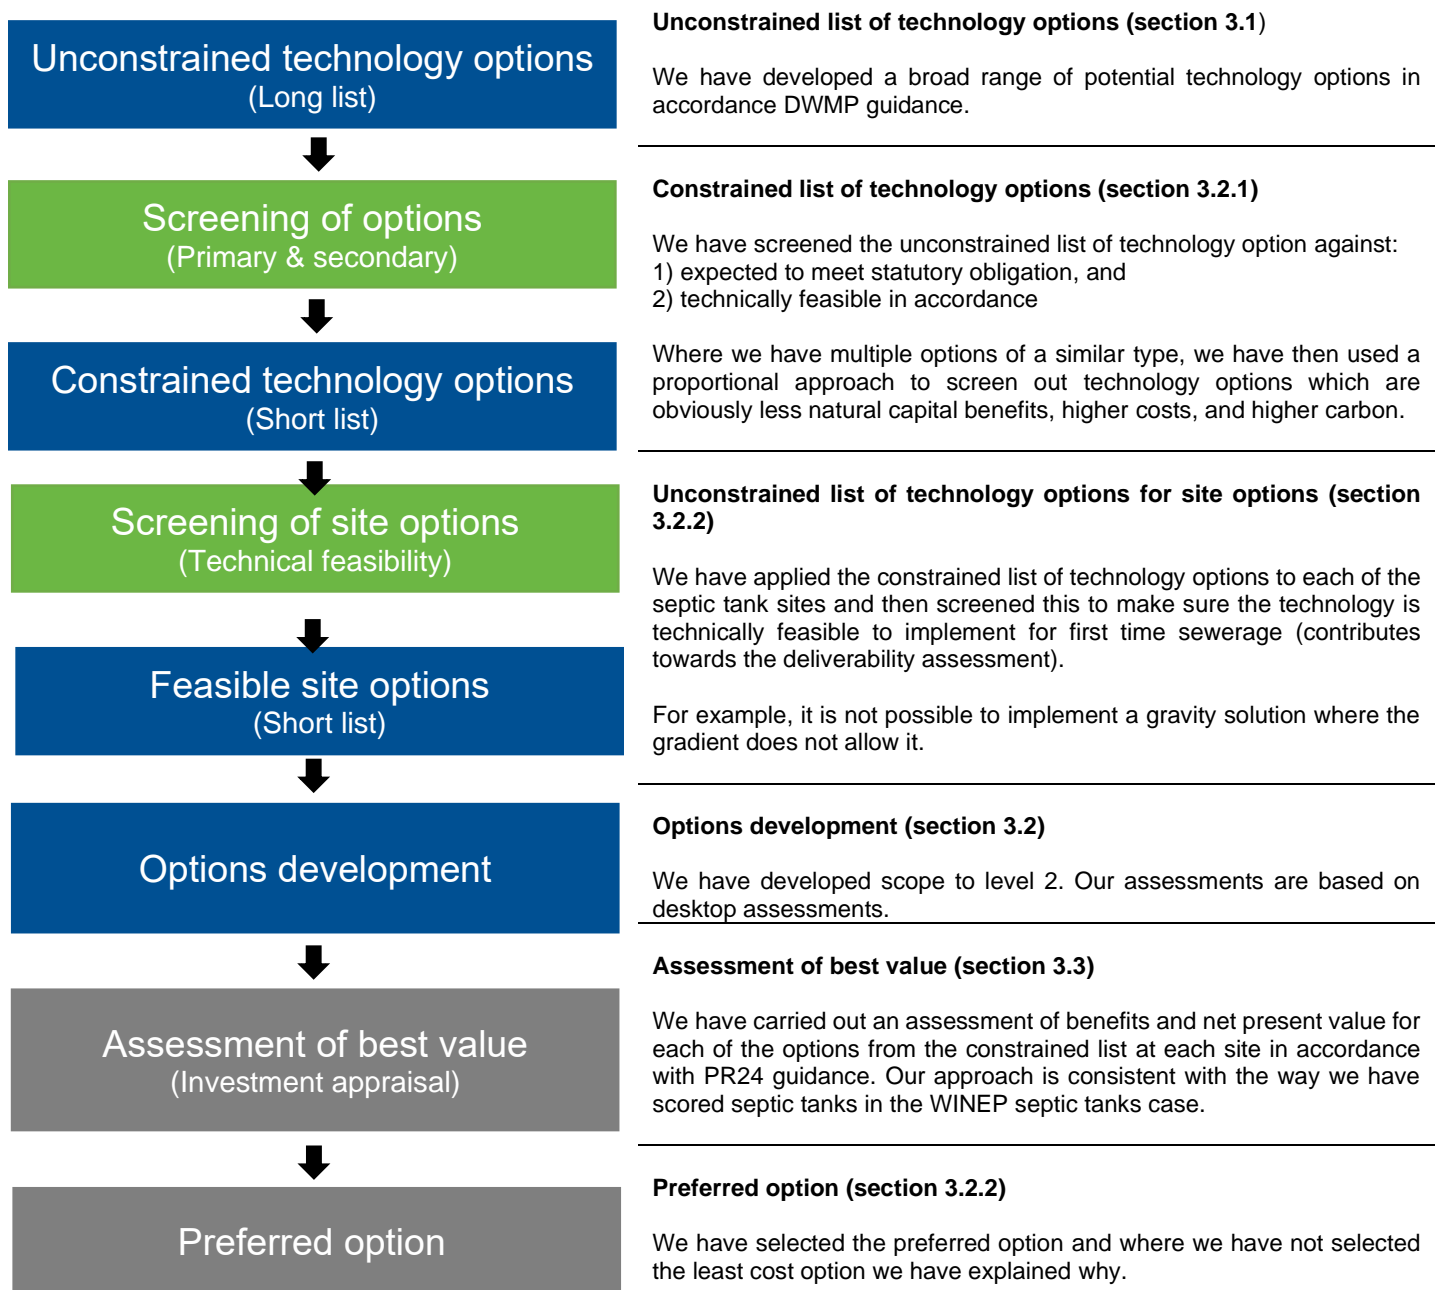 Unconstrained technology options
(Long list)
Unconstrained list of technology options (section 3.1)
We have developed a broad range of potential technology options in
accordance DWMP guidance.
Screening of options
(Primary & secondary)
Constrained technology options
(Short list)
Constrained list of technology options (section 3.2.1)
We have screened the unconstrained list of technology option against:
1) expected to meet statutory obligation, and
2) technically feasible in accordance
Where we have multiple options of a similar type, we have then used a
proportional approach to screen out technology options which are
obviously less natural capital benefits, higher costs, and higher carbon.
Screening of site options
(Technical feasibility)
Feasible site options
(Short list)
Unconstrained list of technology options for site options (section
3.2.2)
We have applied the constrained list of technology options to each of the
septic tank sites and then screened this to make sure the technology is
technically feasible to implement for first time sewerage (contributes
towards the deliverability assessment).
For example, it is not possible to implement a gravity solution where the
gradient does not allow it.
Options development
Options development (section 3.2)
We have developed scope to level 2. Our assessments are based on
desktop assessments.
Assessment of best value
(Investment appraisal)
Assessment of best value (section 3.3)
We have carried out an assessment of benefits and net present value for
each of the options from the constrained list at each site in accordance
with PR24 guidance. Our approach is consistent with the way we have
scored septic tanks in the WINEP septic tanks case.
Preferred option
Preferred option (section 3.2.2)
We have selected the preferred option and where we have not selected
the least cost option we have explained why.